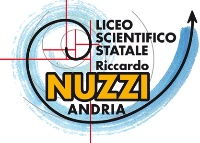 LICEO
SCIENTIFICO
STATALE
Riccardo
NUZZI
ANDRIA